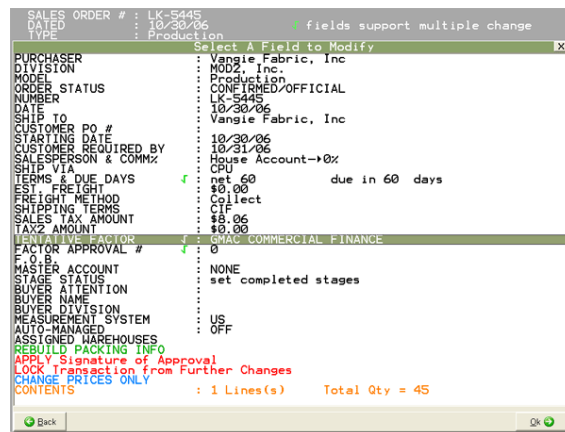 SALES ORDER # : LK-5445
DATED : 10/30/06 √ fields support multiple change
TYPE : Production
Select A Field to Modify X
PURCHASER : Vangie Fabric, Inc
DIVISION : MOD2, Inc.
MODEL : Production
ORDER STATUS : CONFIRMED/OFFICIAL
NUMBER : LK-5445
DATE : 10/30/06
SHIP TO : Vangie Fabric, Inc
CUSTOMER PO # :
STARTING DATE : 10/30/06
CUSTOMER REQUIRED BY : 10/31/06
SALESPERSON & COMM% : House Account→0%
SHIP VIA : CPU
TERMS & DUE DAYS √ : net 60 due in 60 days
EST. FREIGHT : $0.00
FREIGHT METHOD : Collect
SHIPPING TERMS : CIF
SALES TAX AMOUNT : $8.06
TAX2 AMOUNT : $0.00
TENTATIVE FACTOR √ : GMAC COMMERCIAL FINANCE
FACTOR APPROVAL # √ : 0
F.O.B. :
MASTER ACCOUNT : NONE
STAGE STATUS : set completed stages
BUYER ATTENTION :
BUYER NAME :
BUYER DIVISION :
MEASUREMENT SYSTEM : US
AUTO-MANAGED : OFF
ASSIGNED WAREHOUSES
REBUILD PACKING INFO
APPLY Signature of Approval
LOCK Transaction from Further Changes
CHANGE PRICES ONLY
CONTENTS : 1 Lines(s) Total Qty = 45
Back Ok